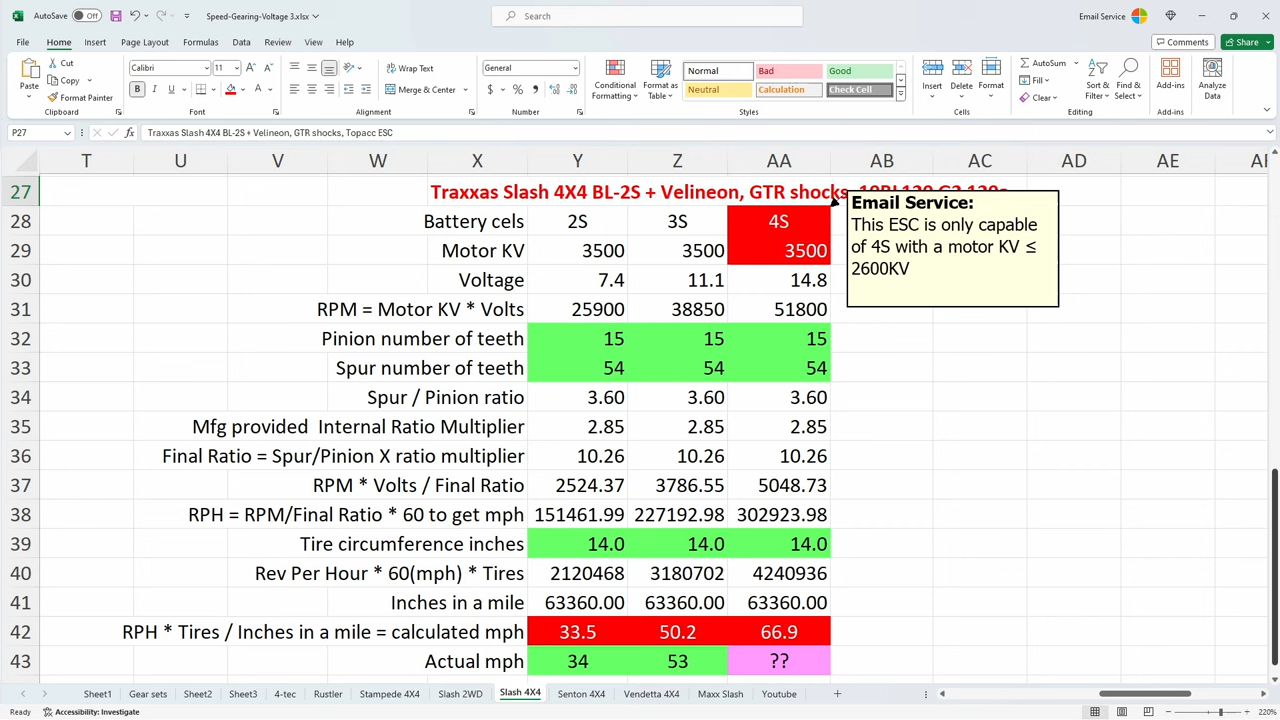 AutoSave Off Speed-Gearing-Voltage 3.xlsx Search Email Service
File Home Insert Page Layout Formulas Data Review View Help Comments Share
Cut Copy Format Painter Paste Clipboard
Calibri 11 B I U A Font
Wrap Text Merge & Center Alignment
General $ % Number
Conditional Formatting Format as Table Normal Bad Good Neutral Calculation Check Cell Styles
Insert Delete Format Cells
AutoSum Fill Clear Sort & Filter Find & Select Editing
Add-ins Add-ins Analyze Data
P27 fx Traxxas Slash 4X4 BL-2S + Velineon, GTR shocks, Topacc ESC
T U V W X Y Z AA AB AC AD AE
27 Traxxas Slash 4X4 BL-2S + Velineon, GTR shocks
28 Battery cels 2S 3S 4S
29 Motor KV 3500 3500 3500
30 Voltage 7.4 11.1 14.8
31 RPM = Motor KV * Volts 25900 38850 51800
32 Pinion number of teeth 15 15 15
33 Spur number of teeth 54 54 54
34 Spur / Pinion ratio 3.60 3.60 3.60
35 Mfg provided Internal Ratio Multiplier 2.85 2.85 2.85
36 Final Ratio = Spur/Pinion X ratio multiplier 10.26 10.26 10.26
37 RPM * Volts / Final Ratio 2524.37 3786.55 5048.73
38 RPH = RPM/Final Ratio * 60 to get mph 151461.99 227192.98 302923.98
39 Tire circumference inches 14.0 14.0 14.0
40 Rev Per Hour * 60(mph) * Tires 2120468 3180702 4240936
41 Inches in a mile 63360.00 63360.00 63360.00
42 RPH * Tires / Inches in a mile = calculated mph 33.5 50.2 66.9
43 Actual mph 34 53 ??
Email Service:
This ESC is only capable
of 4S with a motor KV ≤
2600KV
Sheet1 Gear sets Sheet2 Sheet3 4-tec Rustler Stampede 4X4 Slash 2WD Slash 4X4 Senton 4X4 Vendetta 4X4 Maxx Slash Youtube
Ready Accessibility: Investigate 220%